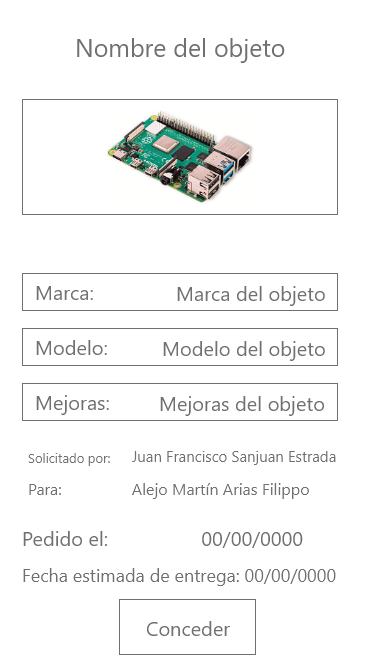 Nombre del objeto
Marca: Marca del objeto
Modelo: Modelo del objeto
Mejoras: Mejoras del objeto
Solicitado por: Juan Francisco Sanjuan Estrada
Para: Alejo Martín Arias Filippo
Pedido el: 00/00/0000
Fecha estimada de entrega: 00/00/0000
Conceder